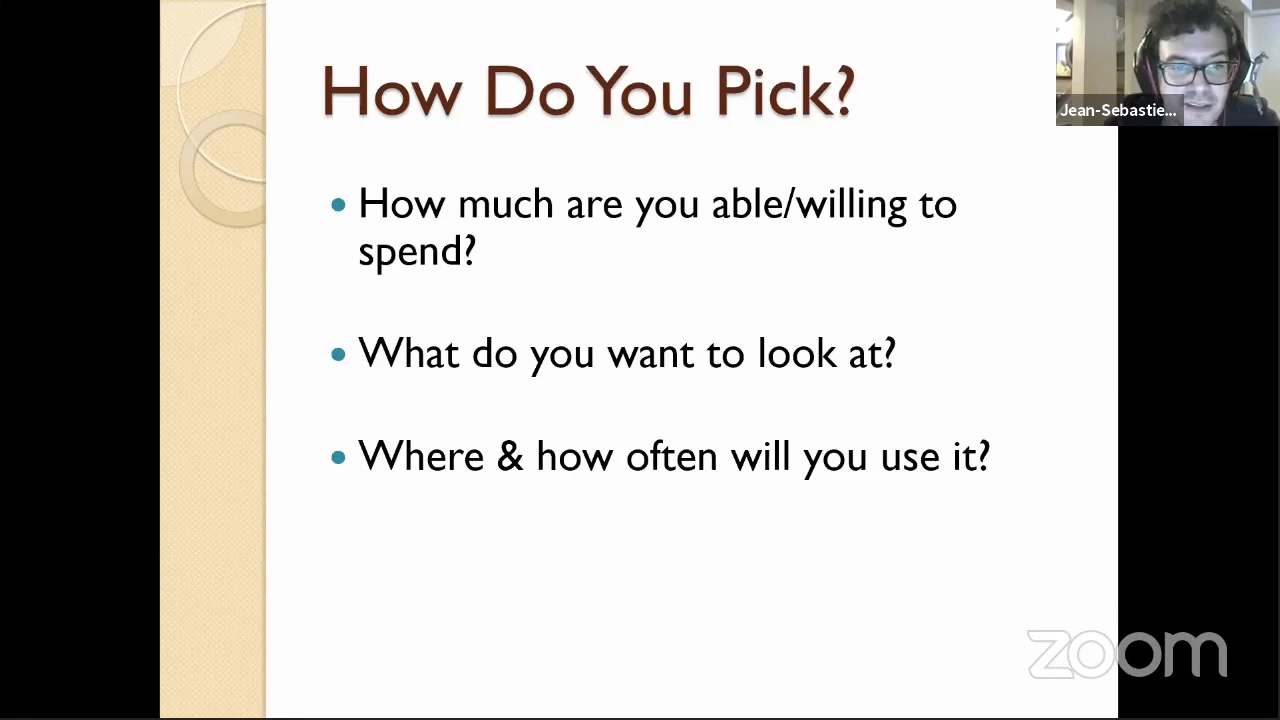 How Do You Pick?
Jean-Sebastie...
• How much are you able/willing to
spend?
• What do you want to look at?
• Where & how often will you use it?
zoom